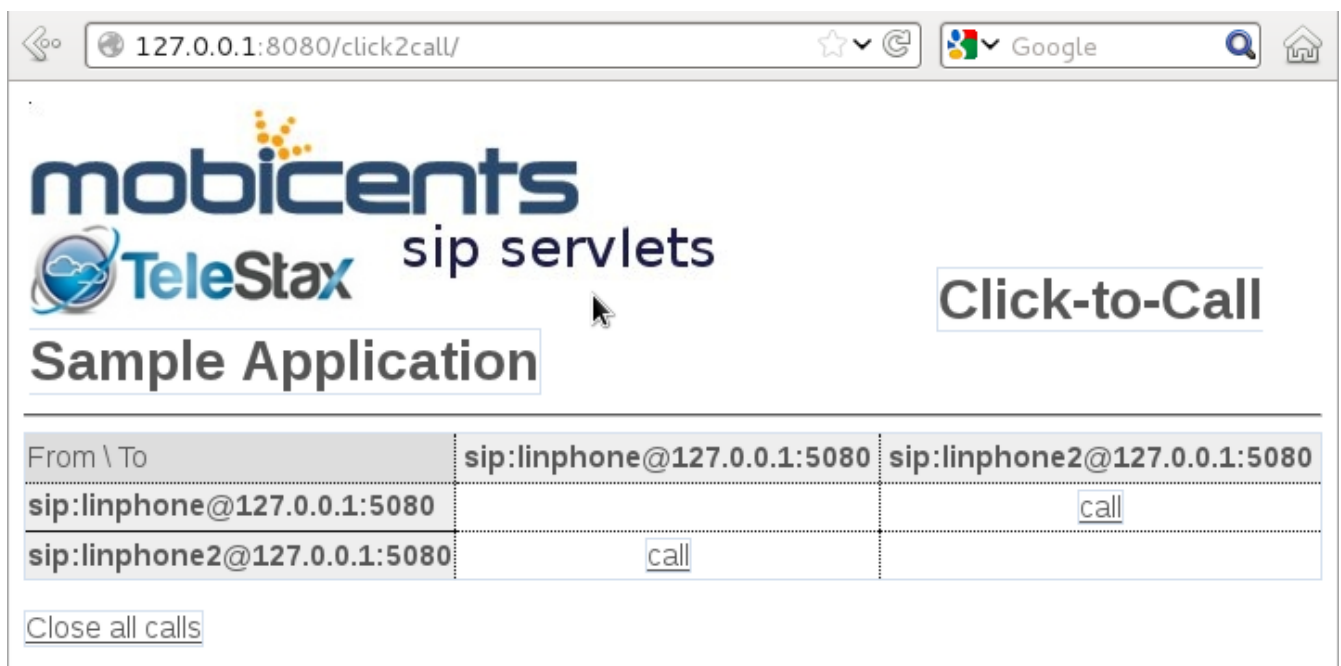 127.0.0.1:8080/click2call/ Google
mobicents
TeleStax sip servlets
Click-to-Call
Sample Application
From \ To sip:linphone@127.0.0.1:5080 sip:linphone2@127.0.0.1:5080
sip:linphone@127.0.0.1:5080 call
sip:linphone2@127.0.0.1:5080 call
Close all calls